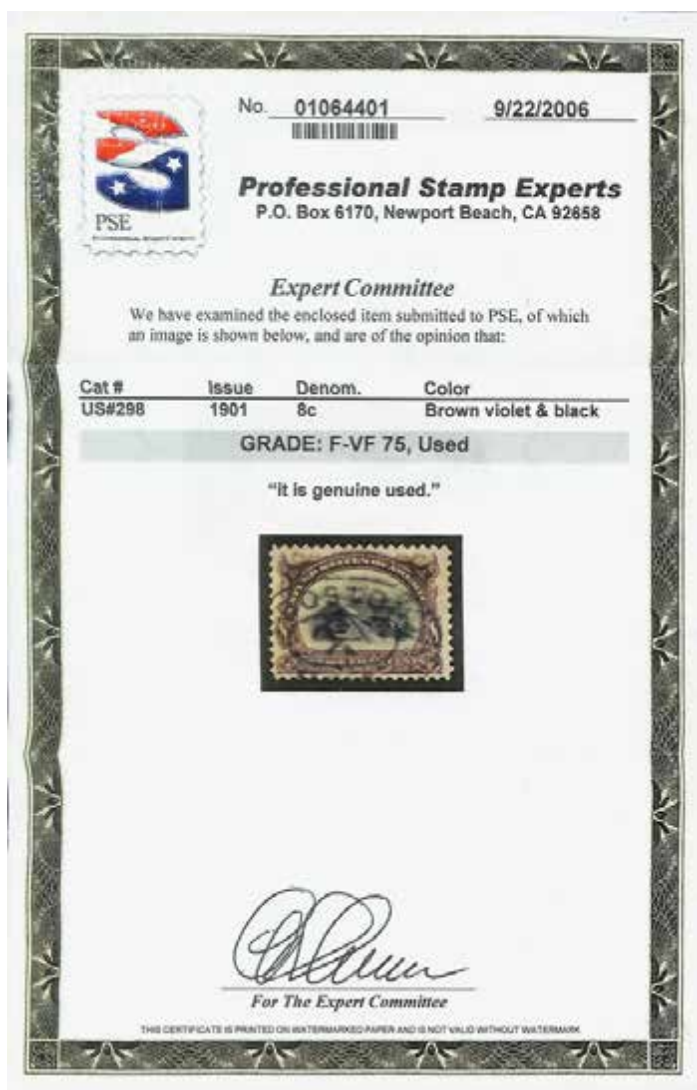 No. 01064401 9/22/2006
PSE
Professional Stamp Experts
P.O. Box 6170, Newport Beach, CA 92658
Expert Committee
We have examined the enclosed item submitted to PSE, of which
an image is shown below, and are of the opinion that:
Cat # Issue Denom. Color
US#298 1901 8c Brown violet & black
GRADE: F-VF 75, Used
“it is genuine used.”
For The Expert Committee
THIS CERTIFICATE IS PRINTED ON WATERMARKED PAPER AND IS NOT VALID WITHOUT WATERMARK